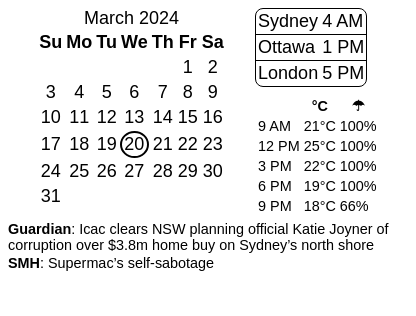 March 2024
Su Mo Tu We Th Fr Sa
1 2
3 4 5 6 7 8 9
10 11 12 13 14 15 16
17 18 19 20 21 22 23
24 25 26 27 28 29 30
31
Sydney 4 AM
Ottawa 1 PM
London 5 PM
°C ☂
9 AM 21°C 100%
12 PM 25°C 100%
3 PM 22°C 100%
6 PM 19°C 100%
9 PM 18°C 66%
Guardian: Icac clears NSW planning official Katie Joyner of
corruption over $3.8m home buy on Sydney’s north shore
SMH: Supermac’s self-sabotage